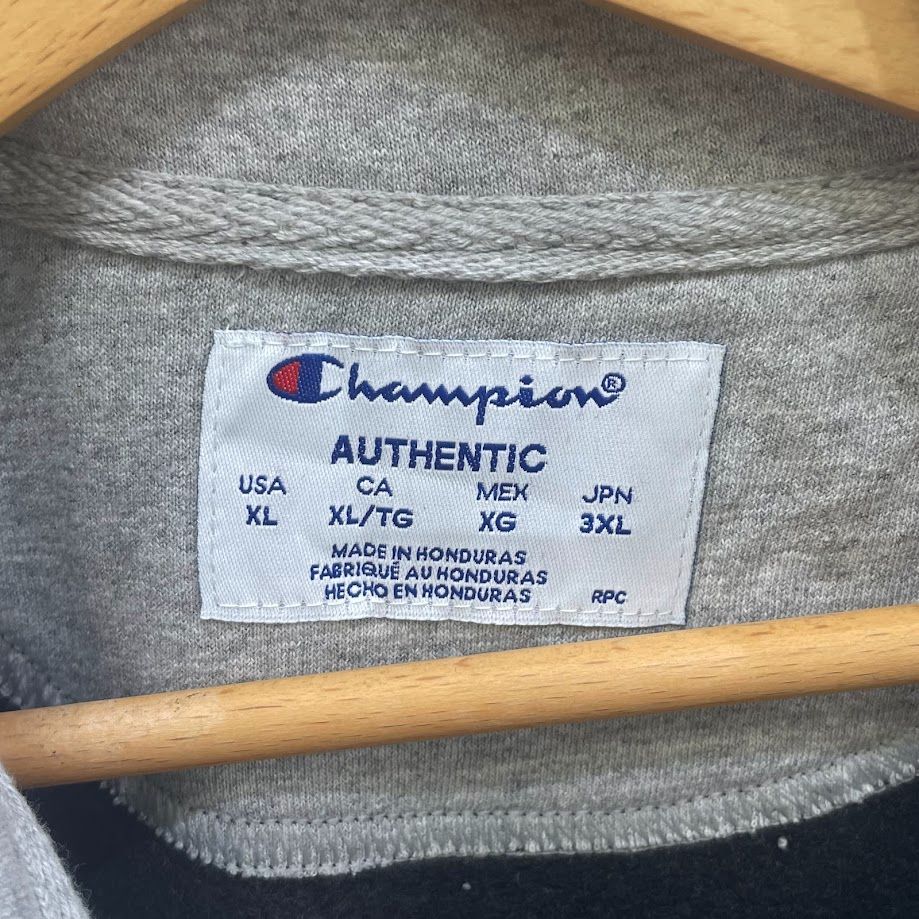 Champion®
AUTHENTIC
USA CA MEX JPN
XL XL/TG XG 3XL
MADE IN HONDURAS
FABRIQUÉ AU HONDURAS
HECHO EN HONDURAS RPC